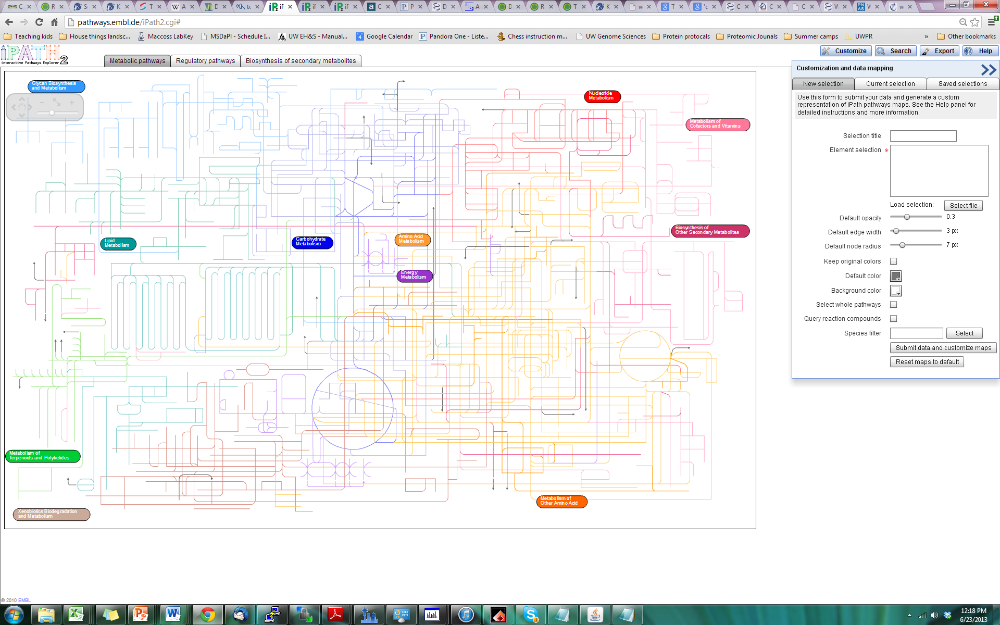 C
R
S
K
T
W A
D
te
iP2 iF
iP2 iF
iP2 iF
a C
P P
D
A
D
R
T
K
w
T
'c
C
C
C
W
PNAS W
w
pathways.embl.de/iPath2.cgi#
Teaching kids
House things landsc...
Maccoss LabKey
MSDaPI - Schedule I...
UW EH&S - Manual...
4 Google Calendar
P Pandora One - Liste...
Chess instruction m...
UW Genome Sciences
Protein protocals
Proteomic Jounals
Summer camps
UWPR
»
Other bookmarks
iPATH2
interactive Pathways Explorer
Metabolic pathways
Regulatory pathways
Biosynthesis of secondary metabolites
Customize
Search
Export
Help
Glycan Biosynthesis
and Metabolism
Nucleotide
Metabolism
Metabolism of
Cofactors and Vitamins
Lipid
Metabolism
Carbohydrate
Metabolism
Amino Acid
Metabolism
Energy
Metabolism
Biosynthesis of
Other Secondary Metabolites
Metabolism of
Terpenoids and Polyketides
Xenobiotics Biodegradation
and Metabolism
Metabolism of
Other Amino Acid
Customization and data mapping
New selection
Current selection
Saved selections
Use this form to submit your data and generate a custom
representation of iPath pathways maps. See the Help panel for
detailed instructions and more information.
Selection title
Element selection *
Load selection: Select file
Default opacity 0.3
Default edge width 3 px
Default node radius 7 px
Keep original colors
Default color
Background color
Select whole pathways
Query reaction compounds
Species filter Select
Submit data and customize maps
Reset maps to default
© 2010 EMBL
12:18 PM
6/23/2013